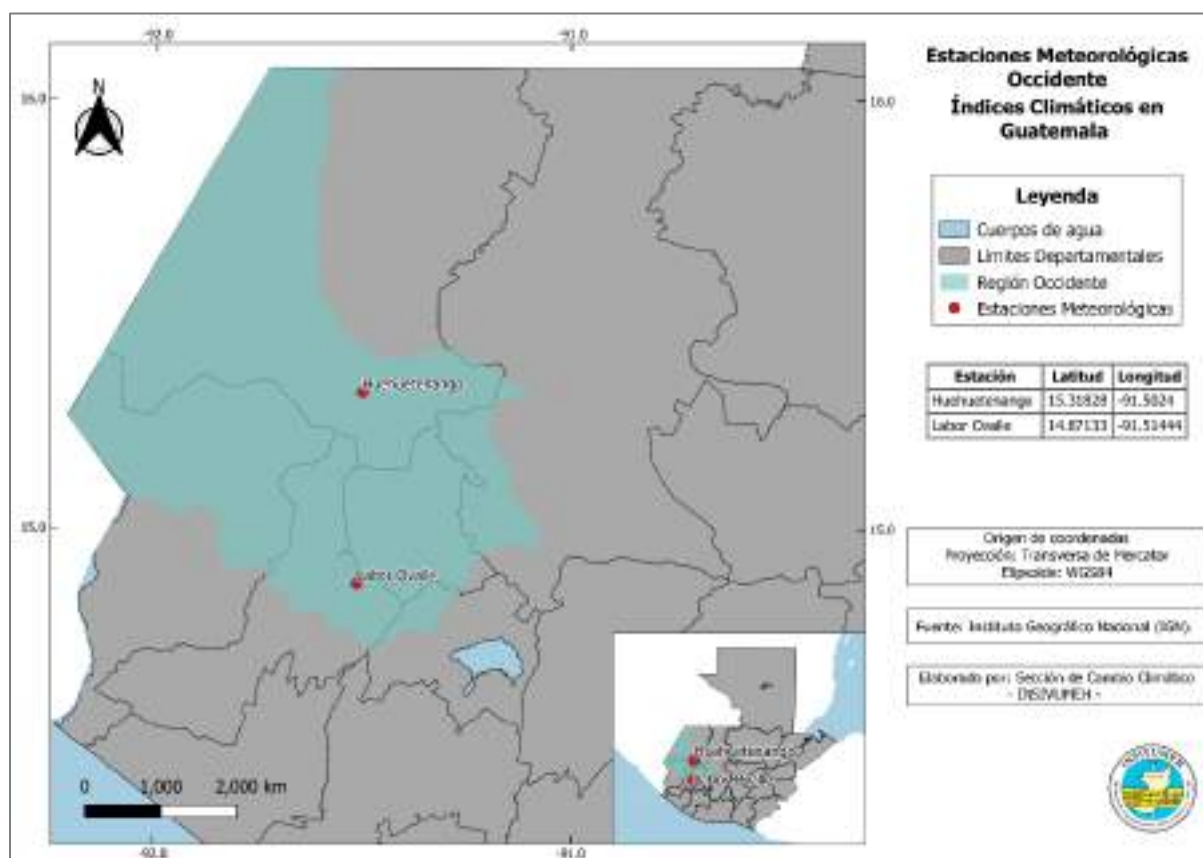 Estaciones Meteorológicas
Occidente
Índices Climáticos en
Guatemala
Leyenda
Cuerpos de agua
Límites Departamentales
Región Occidente
Estaciones Meteorológicas
Estación Latitud Longitud
Huehuetenango 15.31828 -91.5024
Labor Ovalle 14.87133 -91.51444
Origen de coordenadas
Proyección: Transversa de Mercator
Elipsoide: WGS84
Fuente: Instituto Geográfico Nacional (IGN).
Elaborado por: Sección de Cambio Climático
- INSIVUMEH -
INSIVUMEH
-92.0 -91.0
16.0 16.0
N
Huehuetenango
15.0 15.0
Labor Ovalle
0 1,000 2,000 km
Huehuetenango
-92.0 -91.0